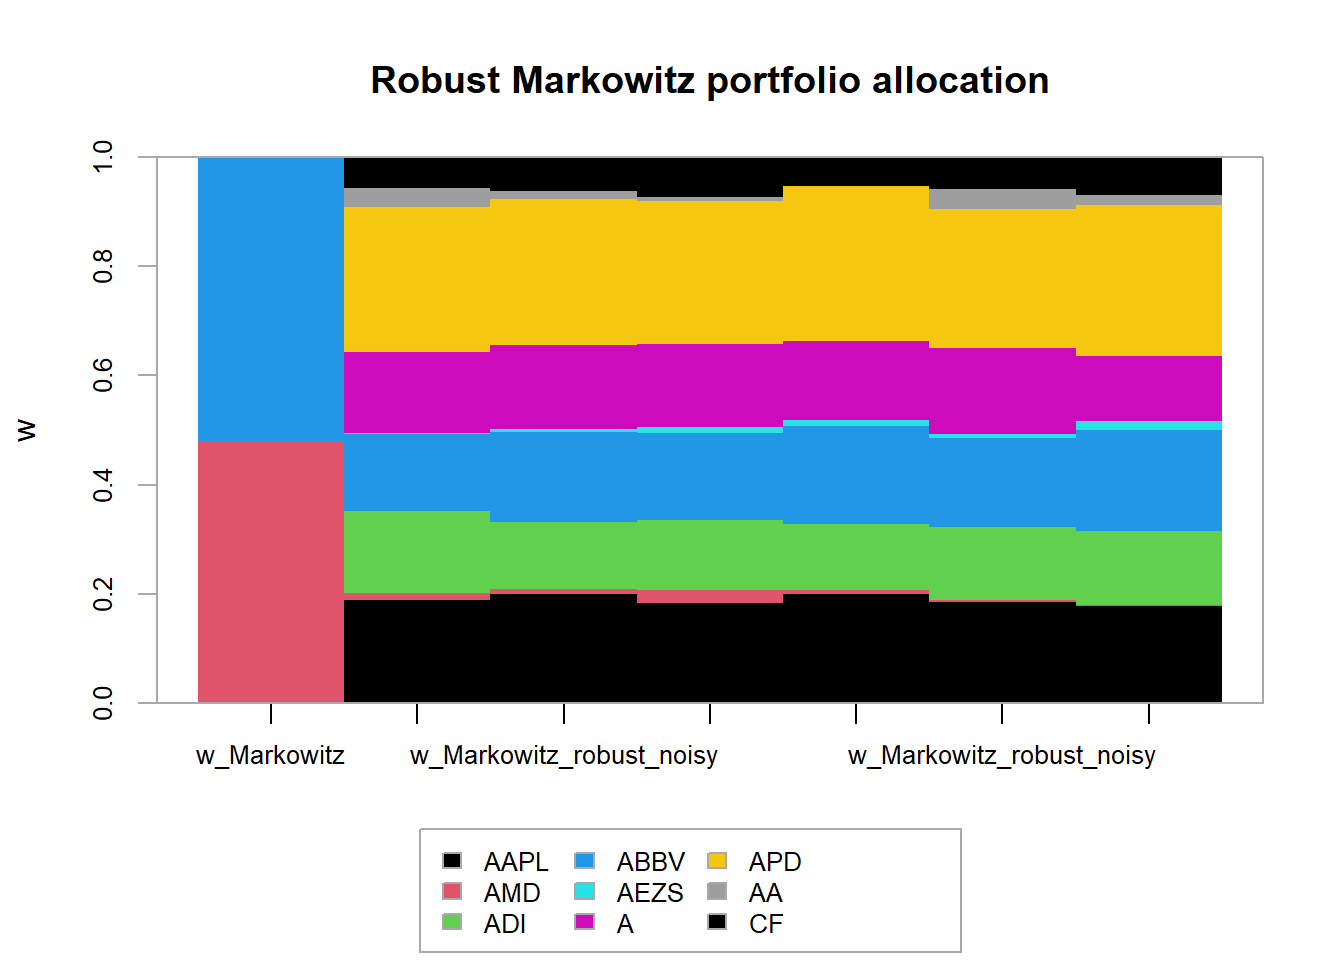 Robust Markowitz portfolio allocation
1.0
0.8
0.6
0.4
0.2
0.0
w
w_Markowitz w_Markowitz_robust_noisy w_Markowitz_robust_noisy
AAPL ABBV APD
AMD AEZS AA
ADI A CF